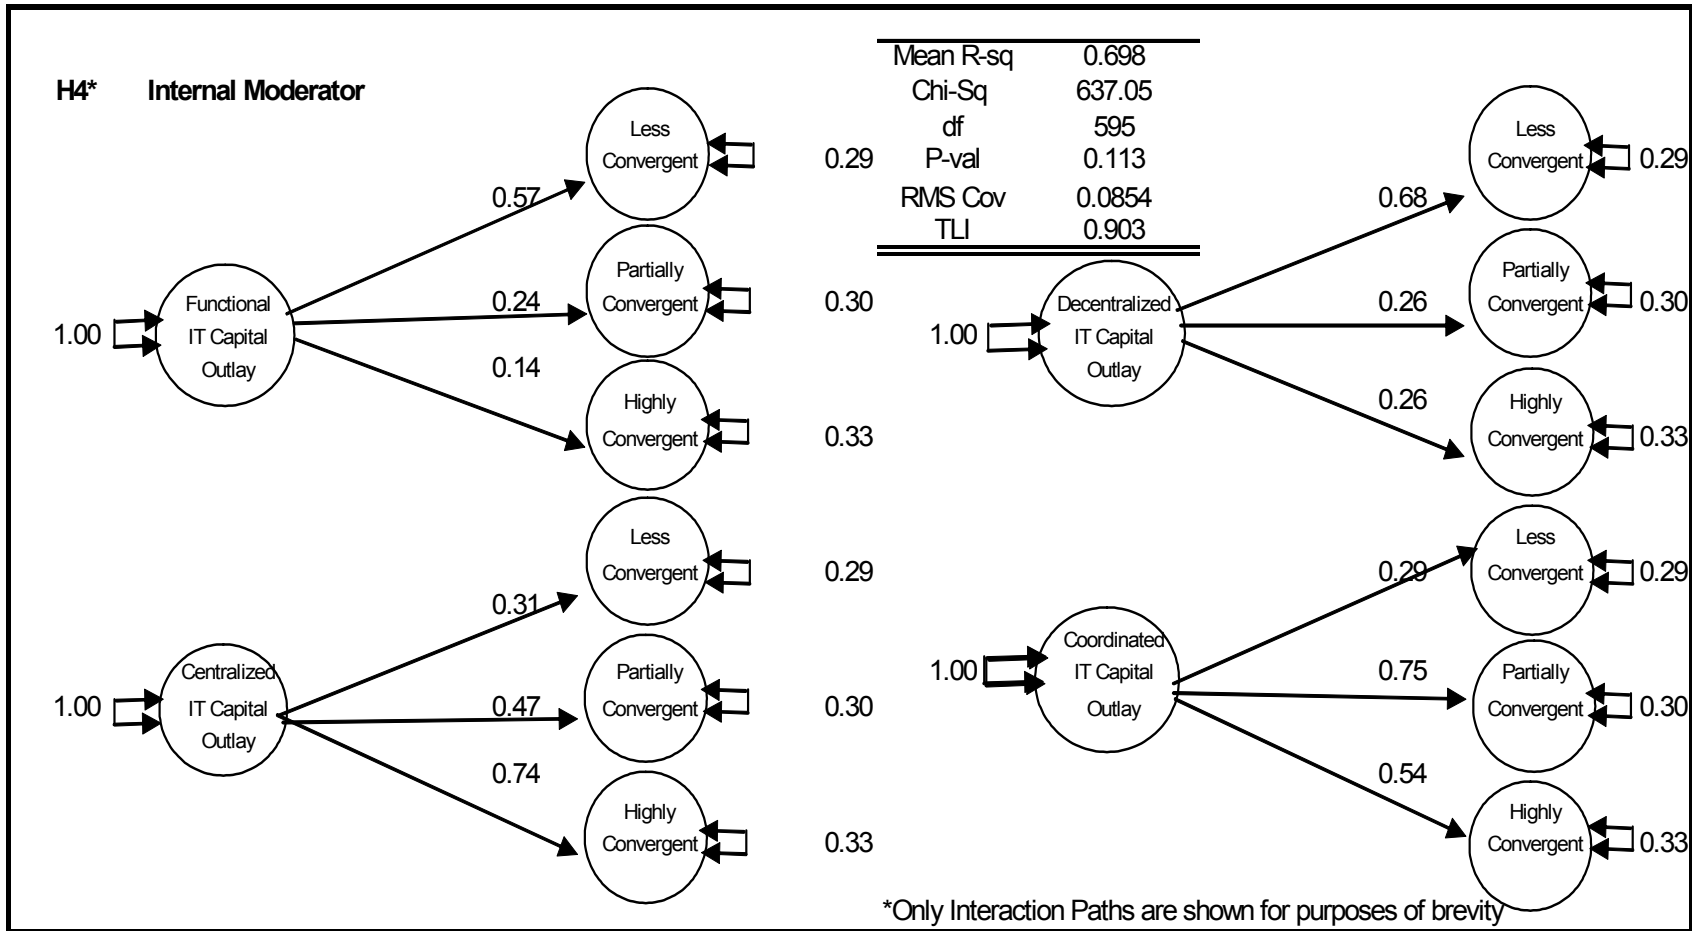 H4* Internal Moderator
Mean R-sq 0.698
Chi-Sq 637.05
df 595
P-val 0.113
RMS Cov 0.0854
TLI 0.903
1.00
Functional
IT Capital
Outlay
0.57
0.24
0.14
Less
Convergent
0.29
Partially
Convergent
0.30
Highly
Convergent
0.33
1.00
Decentralized
IT Capital
Outlay
0.68
0.26
0.26
Less
Convergent
0.29
Partially
Convergent
0.30
Highly
Convergent
0.33
1.00
Centralized
IT Capital
Outlay
0.31
0.47
0.74
Less
Convergent
0.29
Partially
Convergent
0.30
Highly
Convergent
0.33
1.00
Coordinated
IT Capital
Outlay
0.29
0.75
0.54
Less
Convergent
0.29
Partially
Convergent
0.30
Highly
Convergent
0.33
*Only Interaction Paths are shown for purposes of brevity